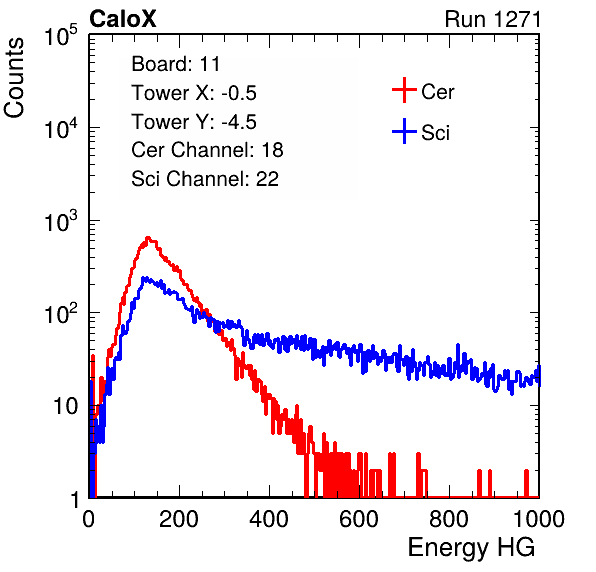 CaloX Run 1271
Counts
10^5
Board: 11
Tower X: -0.5
Tower Y: -4.5
Cer Channel: 18
Sci Channel: 22
Cer
Sci
10^4
10^3
10^2
10
1
0 200 400 600 800 1000
Energy HG